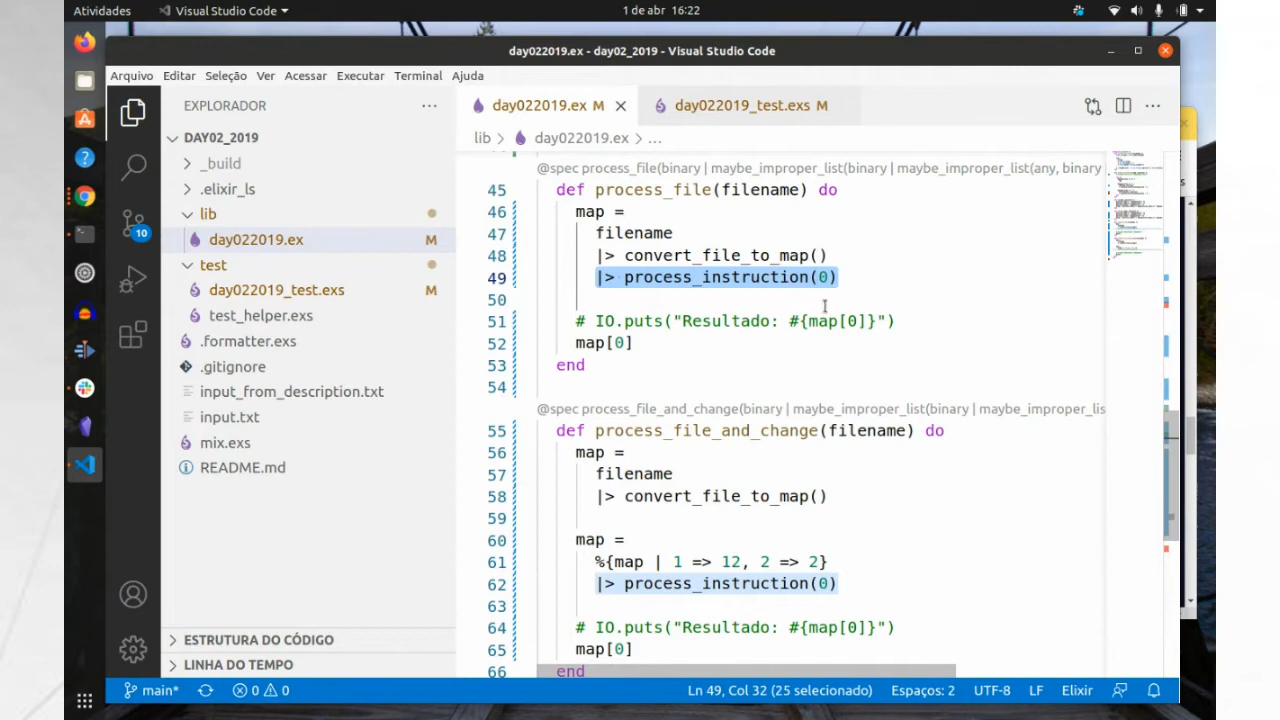 Atividades
Visual Studio Code
1 de abr 16:22
day022019.ex - day02_2019 - Visual Studio Code
Arquivo Editar Seleção Ver Acessar Executar Terminal Ajuda
EXPLORADOR
day022019.ex M
day022019_test.exs M
DAY02_2019
lib > day022019.ex > ...
_build
.elixir_ls
lib
day022019.ex M
test
day022019_test.exs M
test_helper.exs
.formatter.exs
.gitignore
input_from_description.txt
input.txt
mix.exs
README.md
10
ESTRUTURA DO CÓDIGO
LINHA DO TEMPO
@spec process_file(binary | maybe_improper_list(binary | maybe_improper_list(any, binary
45 def process_file(filename) do
46 map =
47 filename
48 |> convert_file_to_map()
49 |> process_instruction(0)
50
51 # IO.puts("Resultado: #{map[0]}")
52 map[0]
53 end
54
@spec process_file_and_change(binary | maybe_improper_list(binary | maybe_improper_lis
55 def process_file_and_change(filename) do
56 map =
57 filename
58 |> convert_file_to_map()
59
60 map =
61 %{map | 1 => 12, 2 => 2}
62 |> process_instruction(0)
63
64 # IO.puts("Resultado: #{map[0]}")
65 map[0]
66 end
main* 0 0 Ln 49, Col 32 (25 selecionado) Espaços: 2 UTF-8 LF Elixir